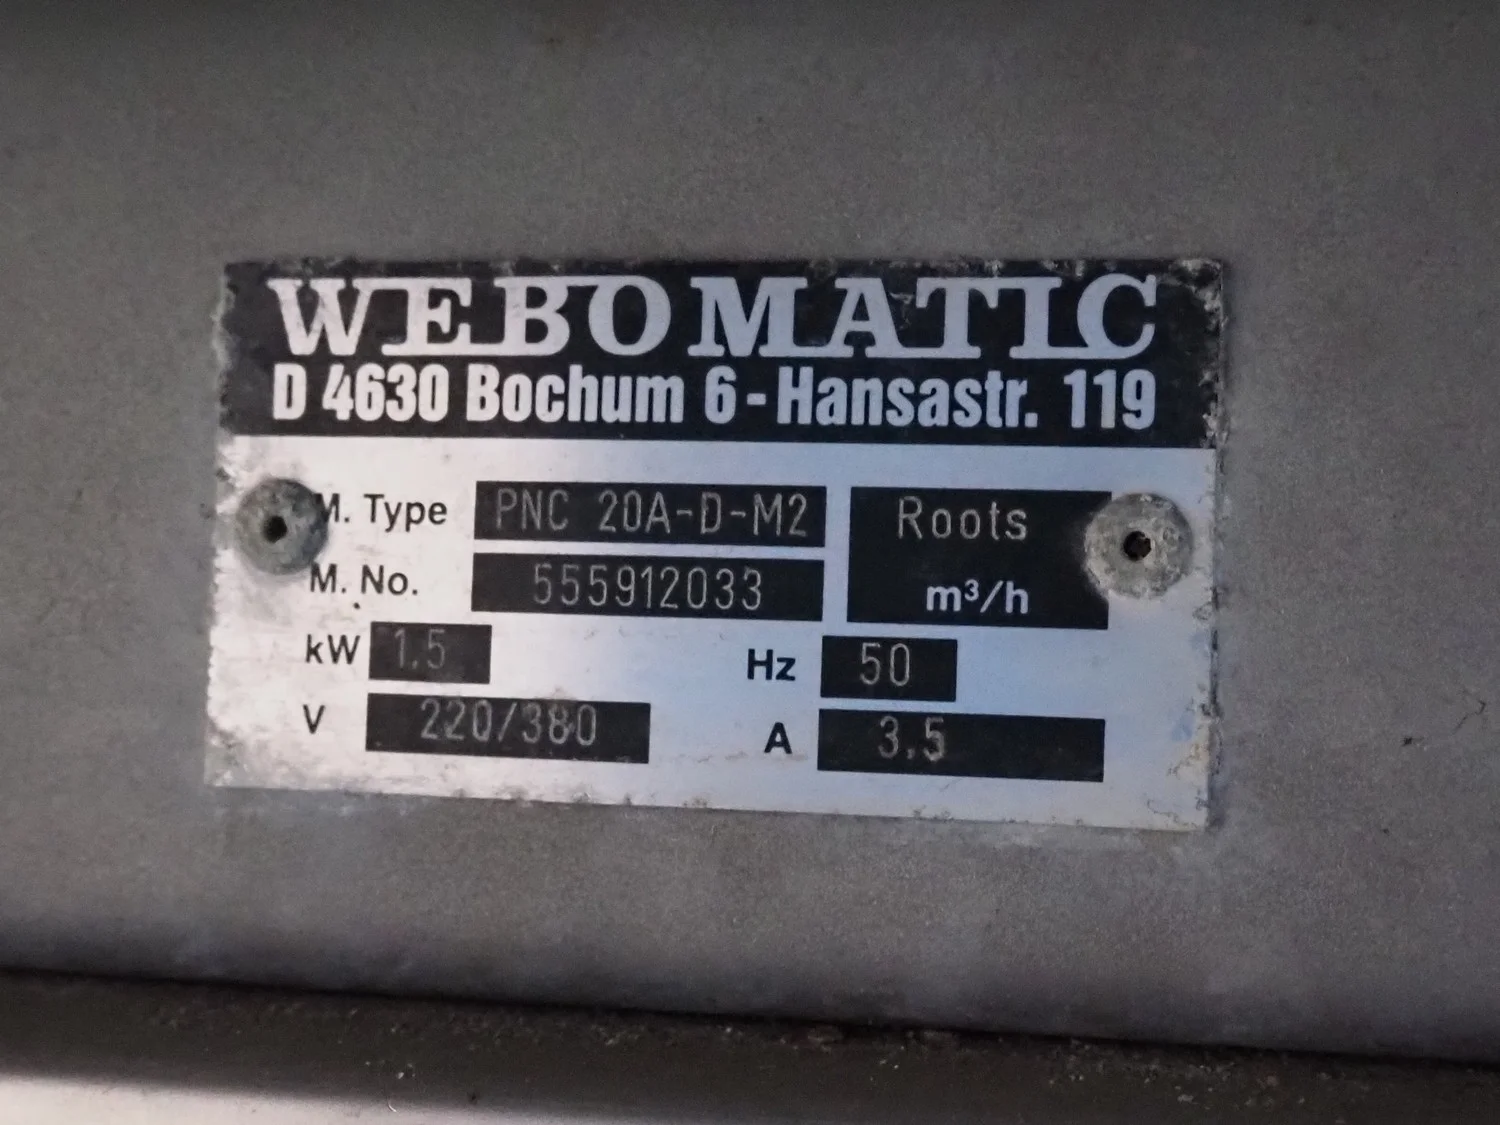 WEBOMATIC
D 4630 Bochum 6 - Hansastr. 119
M. Type PNC 20A-D-M2 Roots
M. No. 555912033 m³/h
kW 1.5 Hz 50
V 220/380 A 3.5